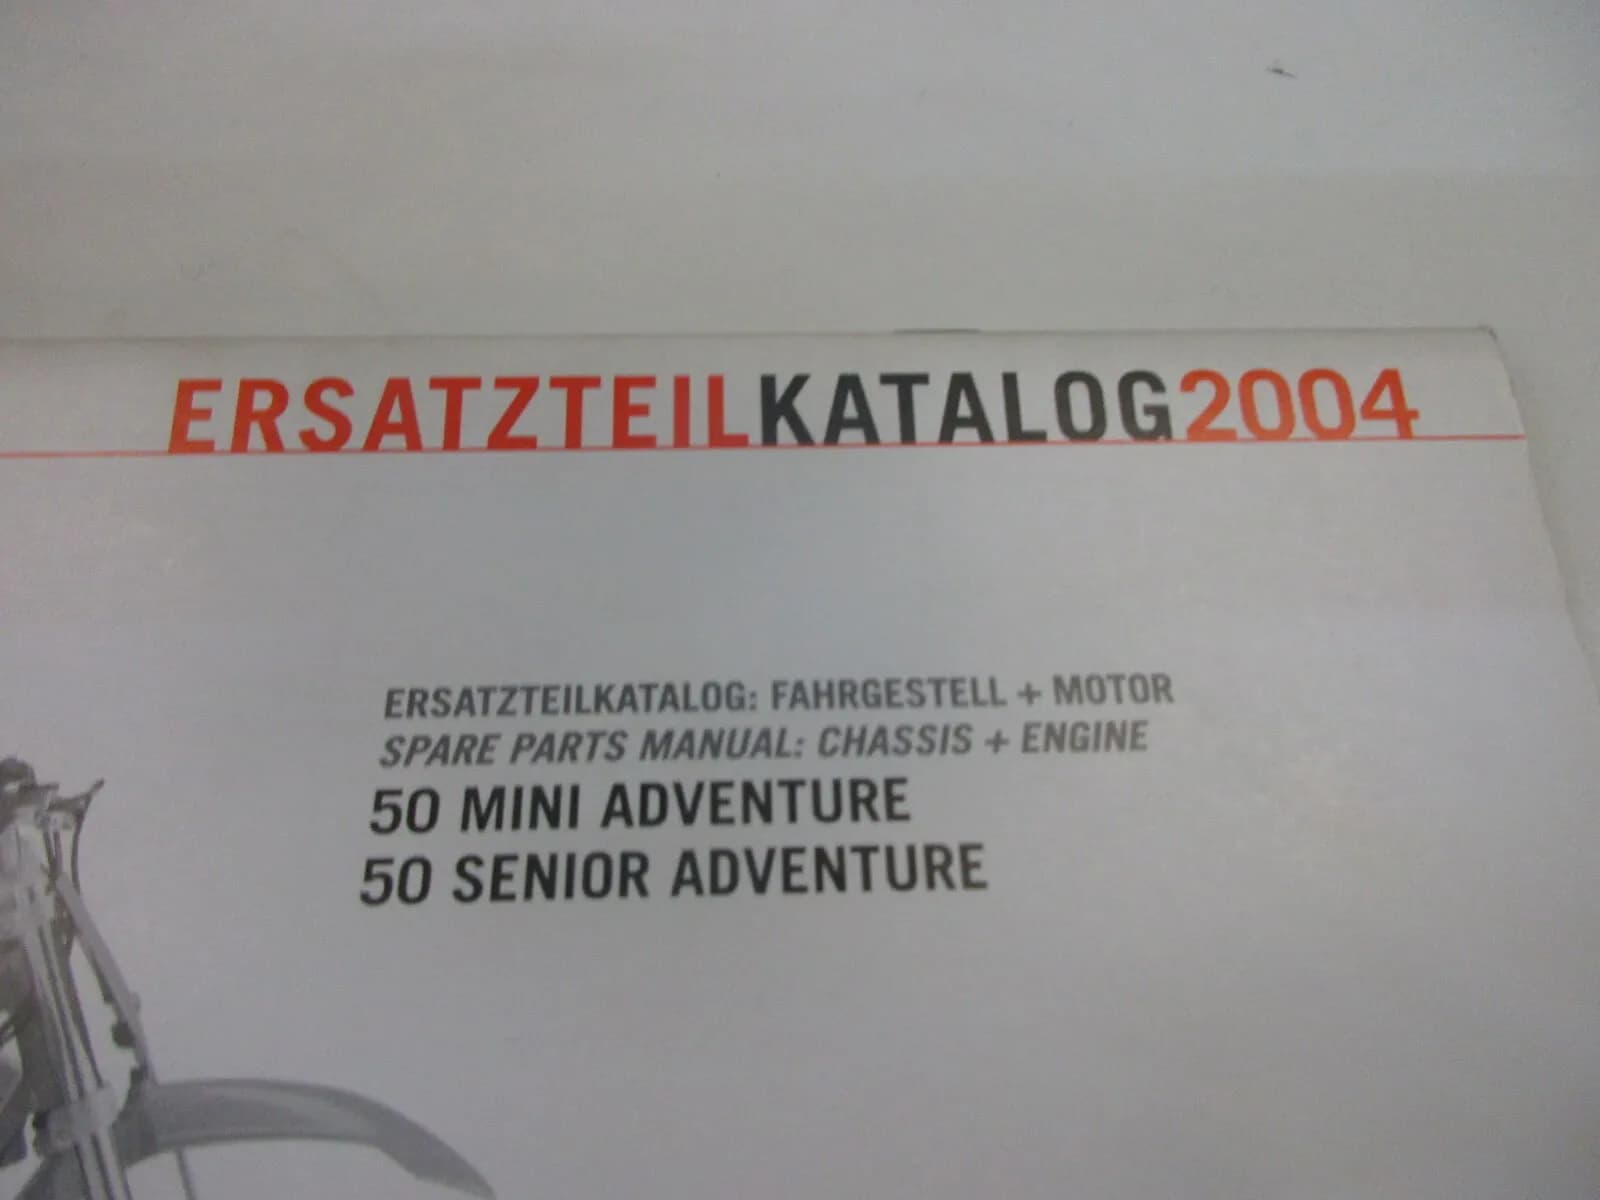 ERSATZTEILKATALOG2004
ERSATZTEILKATALOG: FAHRGESTELL + MOTOR
SPARE PARTS MANUAL: CHASSIS + ENGINE
50 MINI ADVENTURE
50 SENIOR ADVENTURE